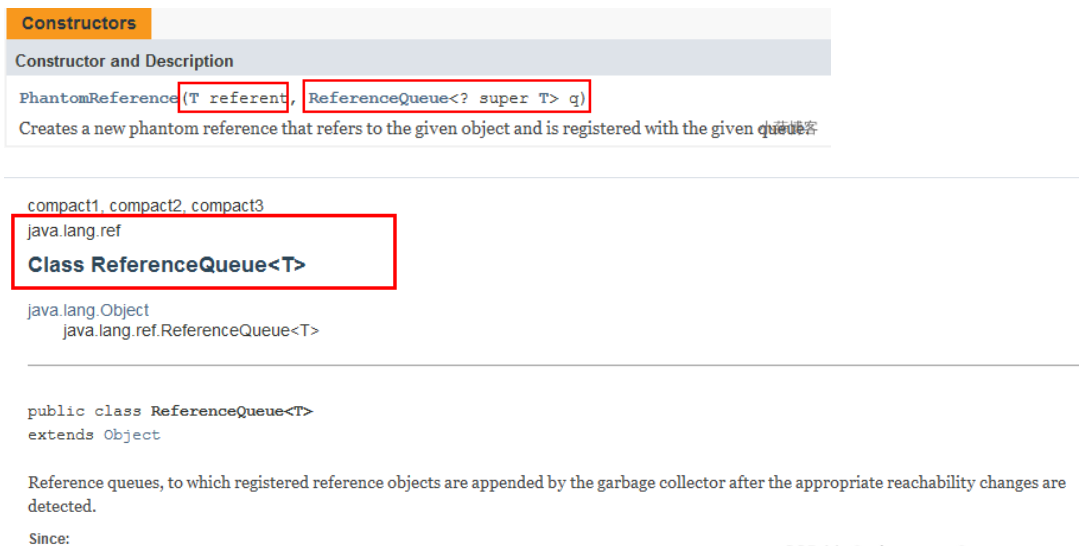 Constructors
Constructor and Description
PhantomReference(T referent, ReferenceQueue<? super T> q)
Creates a new phantom reference that refers to the given object and is registered with the given queue.
compact1, compact2, compact3
java.lang.ref
Class ReferenceQueue<T>
java.lang.Object
java.lang.ref.ReferenceQueue<T>
public class ReferenceQueue<T>
extends Object
Reference queues, to which registered reference objects are appended by the garbage collector after the appropriate reachability changes are
detected.
Since: